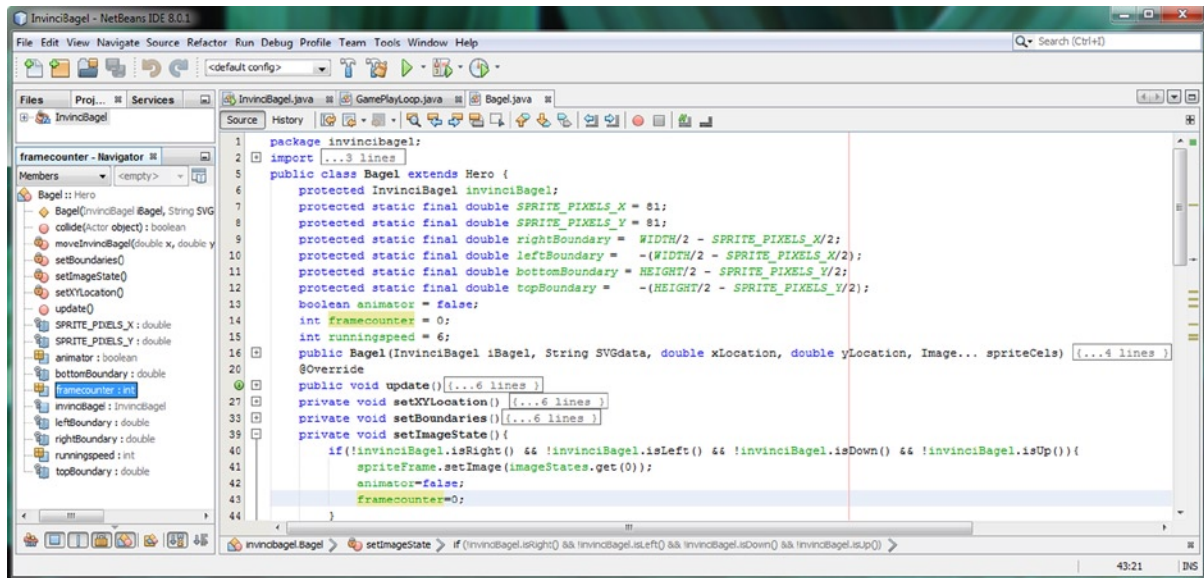 InvinciBagel - NetBeans IDE 8.0.1
File Edit View Navigate Source Refactor Run Debug Profile Team Tools Window Help
Search (Ctrl+I)
<default config>
Files Proj... Services
InvinciBagel
framecounter - Navigator
Members <empty>
Bagel :: Hero
Bagel(InvinciBagel iBagel, String SVG
collide(Actor object) : boolean
moveInvinciBagel(double x, double y
setBoundaries()
setImageState()
setXYLocation()
update()
SPRITE_PIXELS_X : double
SPRITE_PIXELS_Y : double
animator : boolean
bottomBoundary : double
framecounter : int
invinciBagel : InvinciBagel
leftBoundary : double
rightBoundary : double
runningspeed : int
topBoundary : double
InvinciBagel.java GamePlayLoop.java Bagel.java
Source History
1 package invincibagel;
2 import ...3 lines
5 public class Bagel extends Hero {
6 protected InvinciBagel invinciBagel;
7 protected static final double SPRITE_PIXELS_X = 81;
8 protected static final double SPRITE_PIXELS_Y = 81;
9 protected static final double rightBoundary = WIDTH/2 - SPRITE_PIXELS_X/2;
10 protected static final double leftBoundary = -(WIDTH/2 - SPRITE_PIXELS_X/2);
11 protected static final double bottomBoundary = HEIGHT/2 - SPRITE_PIXELS_Y/2;
12 protected static final double topBoundary = -(HEIGHT/2 - SPRITE_PIXELS_Y/2);
13 boolean animator = false;
14 int framecounter = 0;
15 int runningspeed = 6;
16 public Bagel(InvinciBagel iBagel, String SVGdata, double xLocation, double yLocation, Image... spriteCels) {...4 lines }
20 @Override
public void update() {...6 lines }
27 private void setXYLocation() {...6 lines }
33 private void setBoundaries() {...6 lines }
39 private void setImageState(){
40 if(!invinciBagel.isRight() && !invinciBagel.isLeft() && !invinciBagel.isDown() && !invinciBagel.isUp()){
41 spriteFrame.setImage(imageStates.get(0));
42 animator=false;
43 framecounter=0;
44 }
invincibagel.Bagel setImageState if (!invinciBagel.isRight() && !invinciBagel.isLeft() && !invinciBagel.isDown() && !invinciBagel.isUp())
43:21 INS